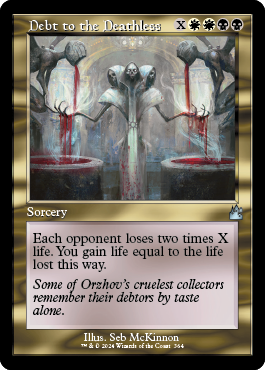 Debt to the Deathless X
Sorcery
Each opponent loses two times X
life. You gain life equal to the life
lost this way.
Some of Orzhov's cruelest collectors
remember their debtors by taste
alone.
Illus. Seb McKinnon
™ & © 2024 Wizards of the Coast 364